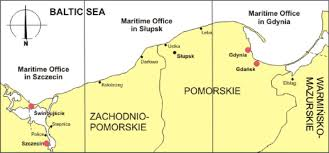 N
BALTIC SEA
Maritime Office
in Słupsk
Maritime Office
in Gdynia
Maritime Office
in Szczecin
Łeba
Ustka
Słupsk
Darłowo
Kołobrzeg
Gdynia
Gdańsk
Elbląg
Świnoujście
Stepnica
Police
Szczecin
ZACHODNIO-
POMORSKIE
POMORSKIE
WARMIŃSKO-
MAZURSKIE